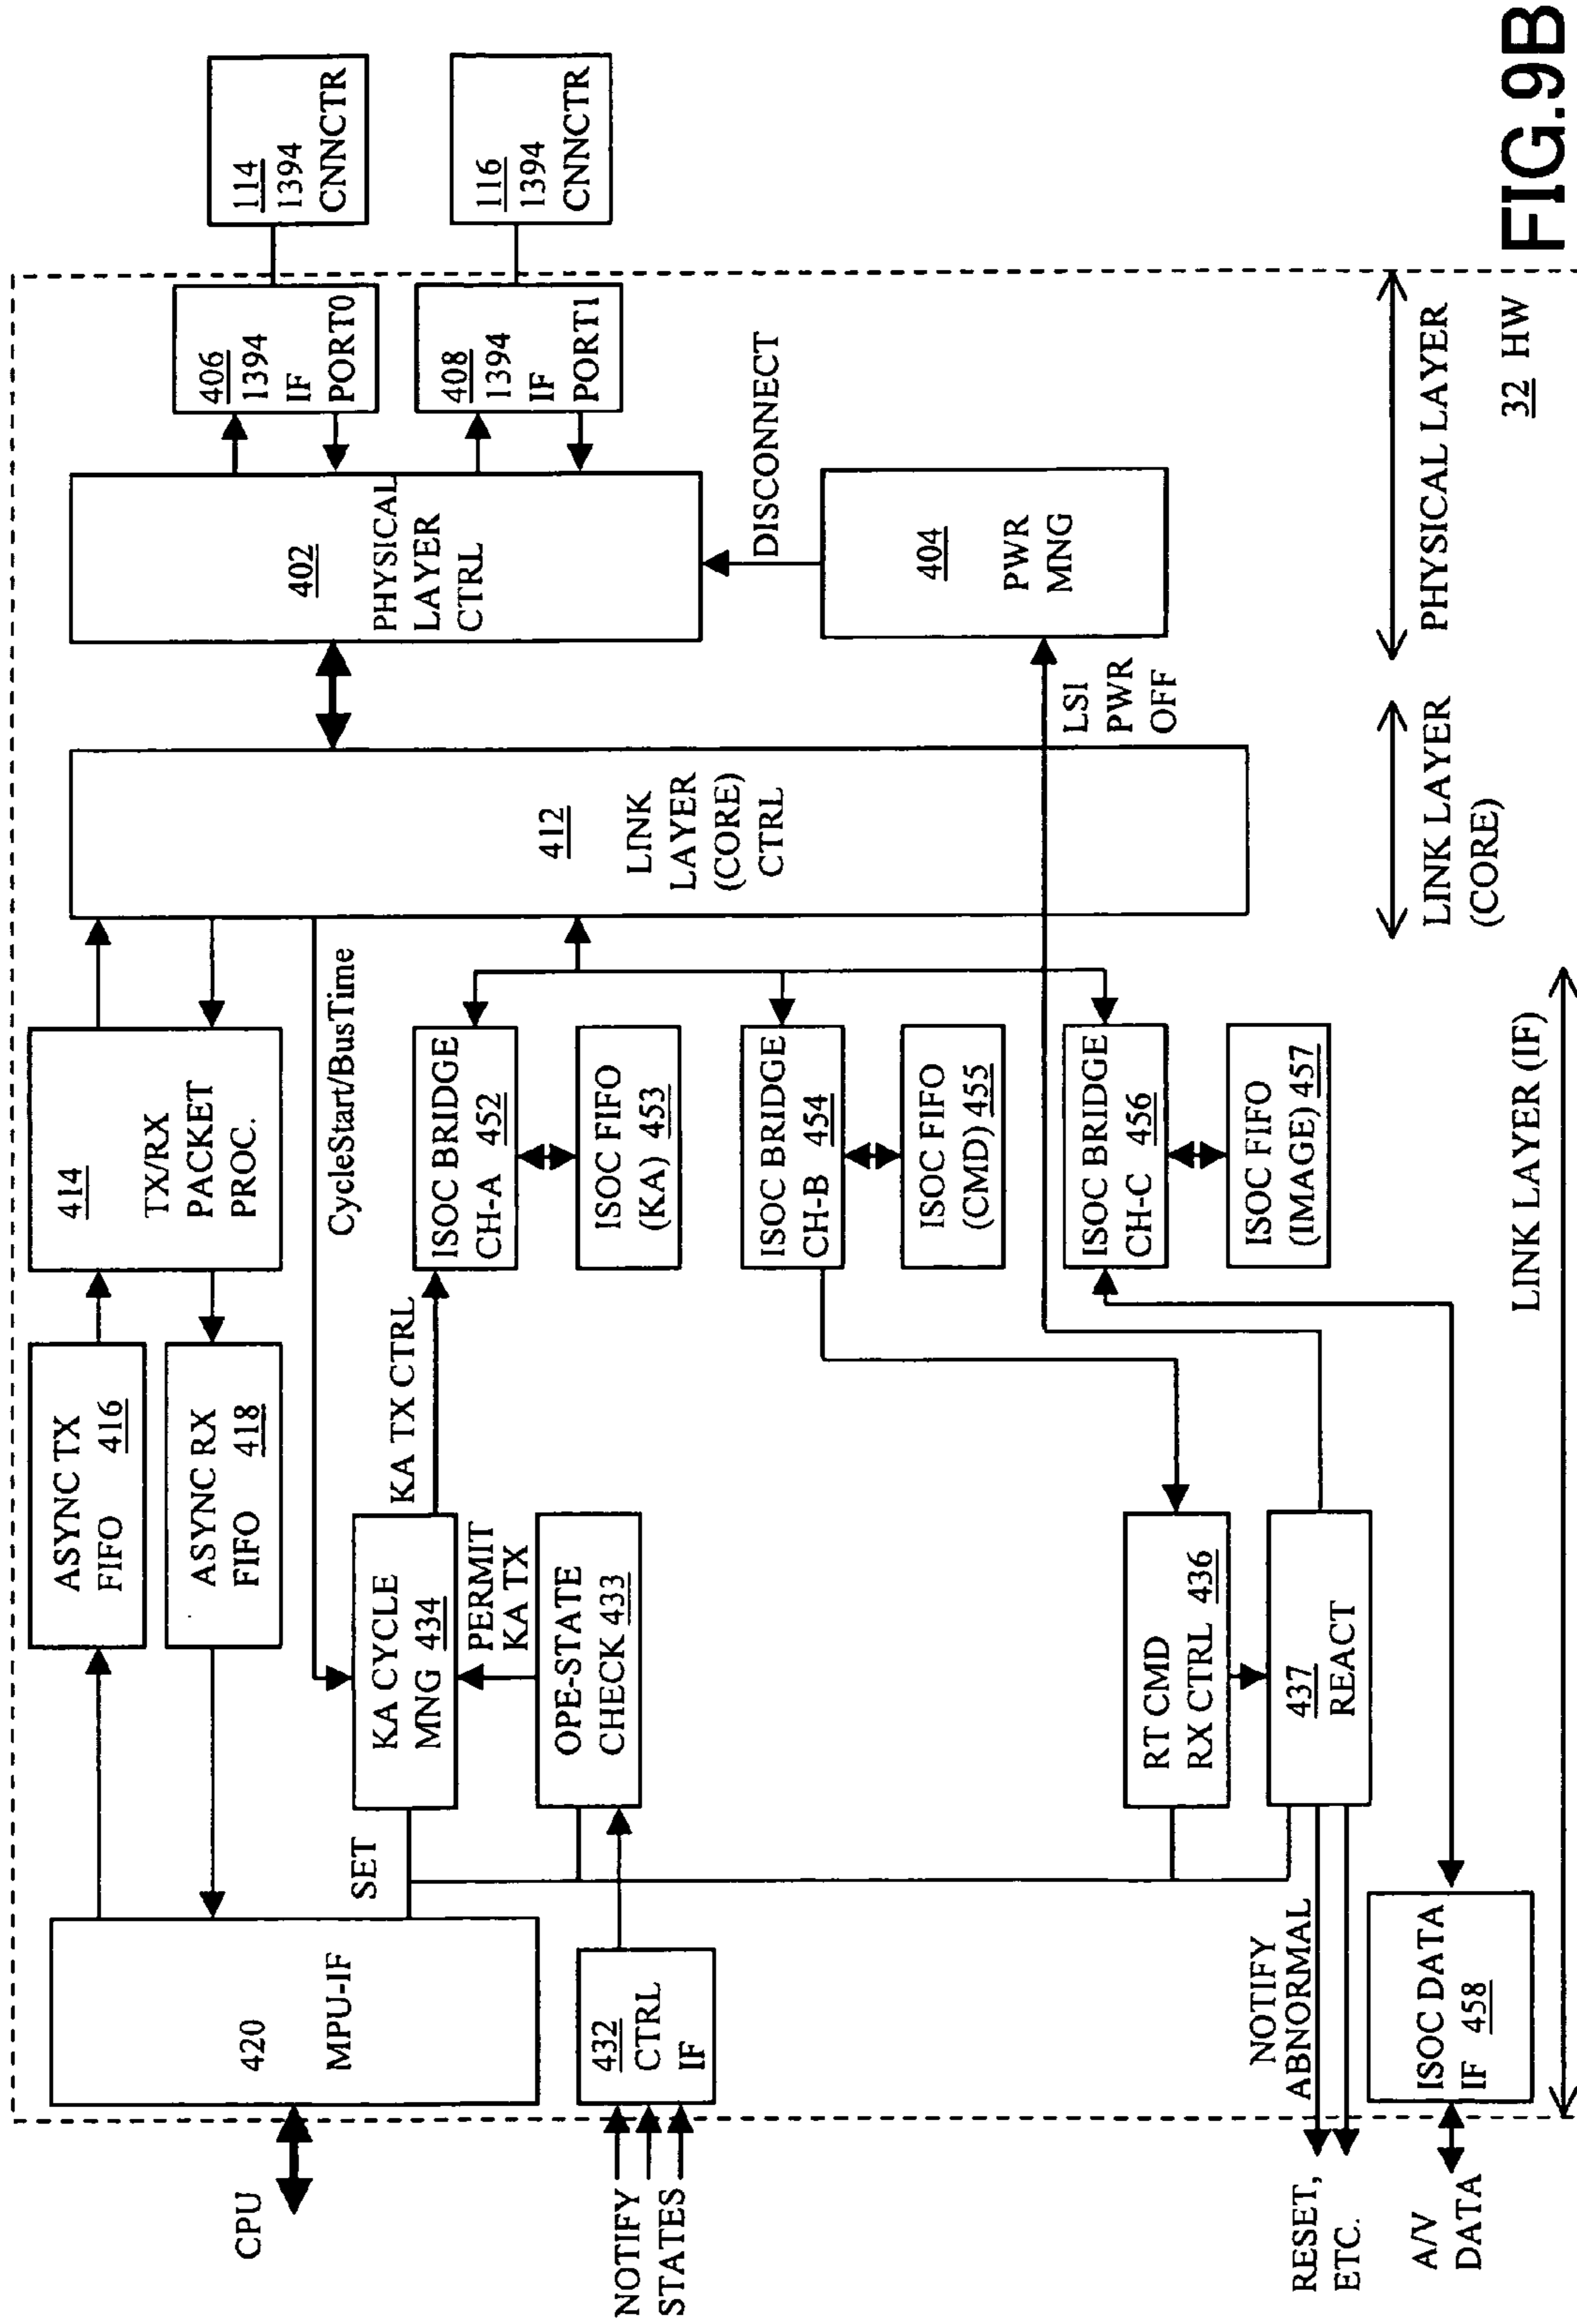 CPU
NOTIFY
STATES
RESET,
ETC.
A/V
DATA
420
MPU-IF
432
CTRL
IF
NOTIFY
ABNORMAL
ISOC DATA
IF 458
SET
ASYNC TX
FIFO 416
ASYNC RX
FIFO 418
KA CYCLE
MNG 434
PERMIT
KA TX
OPE-STATE
CHECK 433
RT CMD
RX CTRL 436
437
REACT
KA TX CTRL
414
TX/RX
PACKET
PROC.
CycleStart/BusTime
ISOC BRIDGE
CH-A 452
ISOC FIFO
(KA) 453
ISOC BRIDGE
CH-B 454
ISOC FIFO
(CMD) 455
ISOC BRIDGE
CH-C 456
ISOC FIFO
(IMAGE) 457
LINK LAYER (IF)
412
LINK
LAYER
(CORE)
CTRL
LINK LAYER
(CORE)
LSI
PWR
OFF
402
PHYSICAL
LAYER
CTRL
DISCONNECT
404
PWR
MNG
PHYSICAL LAYER
406
1394
IF
PORT0
408
1394
IF
PORT1
114
1394
CNNCTR
116
1394
CNNCTR
32 HW
FIG.9B